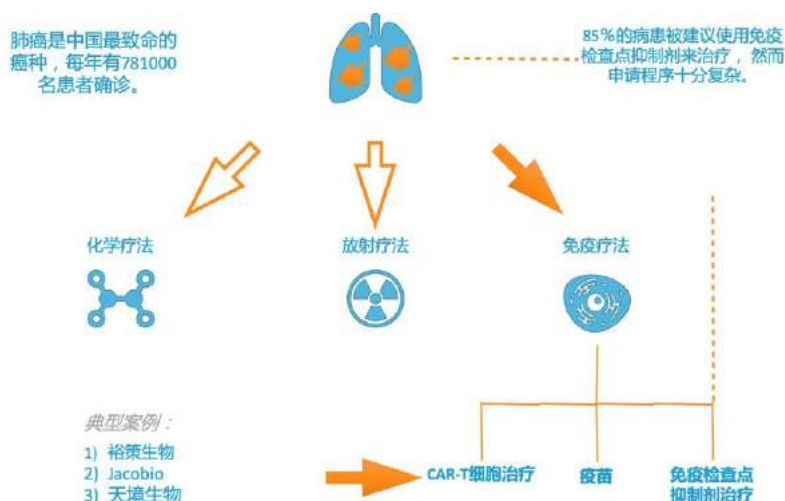 肺癌是中国最致命的
癌种，每年有781000
名患者确诊。
85%的病患被建议使用免疫
检查点抑制剂来治疗，然而
申请程序十分复杂。
化学疗法
放射疗法
免疫疗法
典型案例：
1) 裕策生物
2) Jacobio
3) 天境生物
CAR-T细胞治疗
疫苗
免疫检查点
抑制剂治疗